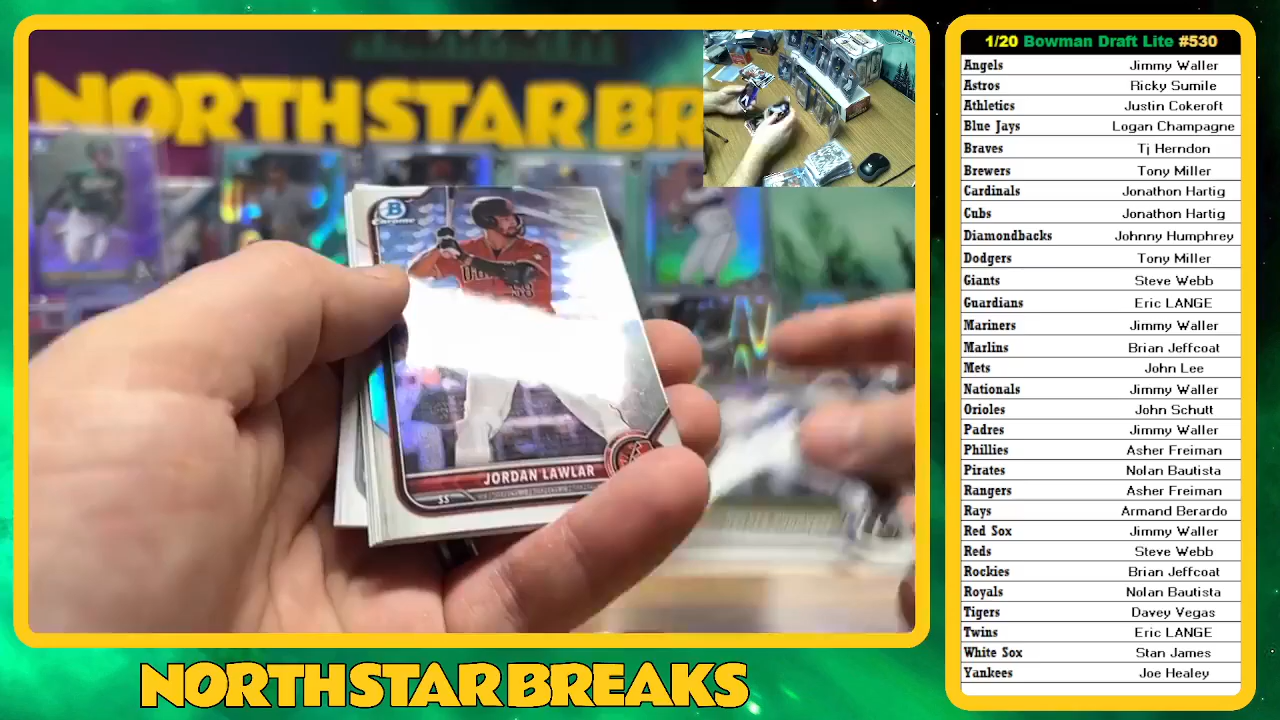 NORTHSTAR BREAKS
B
Chrome
58
JORDAN LAWLAR
SS
NORTHSTAR BREAKS
1/20 Bowman Draft Lite #530
Angels Jimmy Waller
Astros Ricky Sumile
Athletics Justin Cokeroft
Blue Jays Logan Champagne
Braves Tj Herndon
Brewers Tony Miller
Cardinals Jonathon Hartig
Cubs Jonathon Hartig
Diamondbacks Johnny Humphrey
Dodgers Tony Miller
Giants Steve Webb
Guardians Eric LANGE
Mariners Jimmy Waller
Marlins Brian Jeffcoat
Mets John Lee
Nationals Jimmy Waller
Orioles John Schutt
Padres Jimmy Waller
Phillies Asher Freiman
Pirates Nolan Bautista
Rangers Asher Freiman
Rays Armand Berardo
Red Sox Jimmy Waller
Reds Steve Webb
Rockies Brian Jeffcoat
Royals Nolan Bautista
Tigers Davey Vegas
Twins Eric LANGE
White Sox Stan James
Yankees Joe Healey